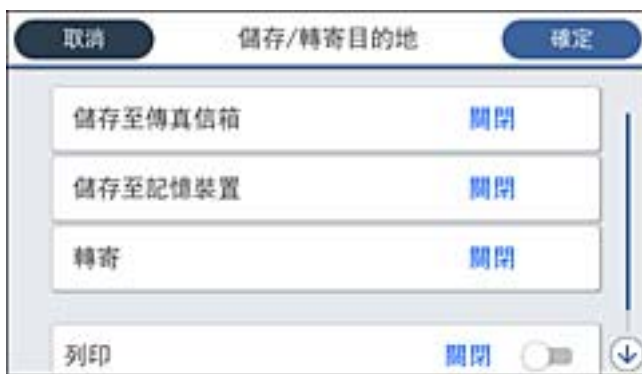 取消 儲存/轉寄目的地 確定
儲存至傳真信箱 關閉
儲存至記憶裝置 關閉
轉寄 關閉
列印 關閉